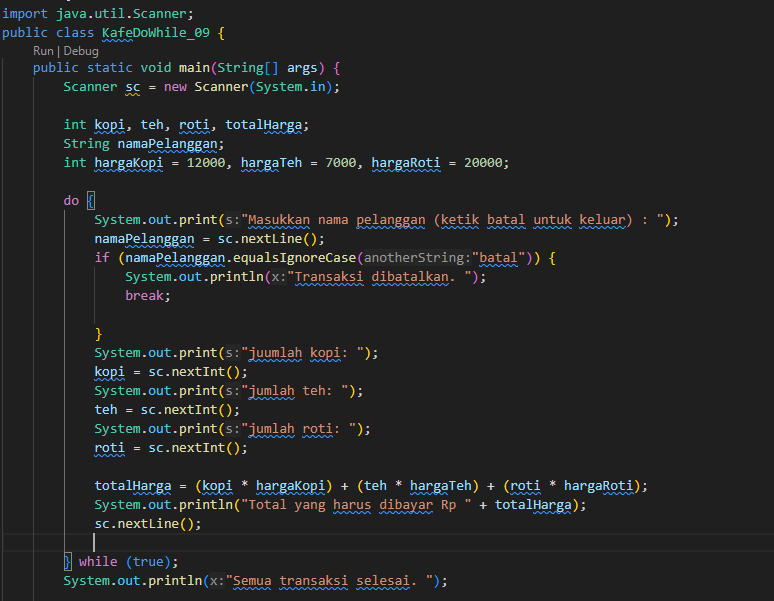 import java.util.Scanner;
public class KafeDoWhile_09 {
Run | Debug
public static void main(String[] args) {
Scanner sc = new Scanner(System.in);
int kopi, teh, roti, totalHarga;
String namaPelanggan;
int hargaKopi = 12000, hargaTeh = 7000, hargaRoti = 20000;
do {
System.out.print(s:"Masukkan nama pelanggan (ketik batal untuk keluar) : ");
namaPelanggan = sc.nextLine();
if (namaPelanggan.equalsIgnoreCase(anotherString:"batal")) {
System.out.println(x:"Transaksi dibatalkan. ");
break;
}
System.out.print(s:"juumlah kopi: ");
kopi = sc.nextInt();
System.out.print(s:"jumlah teh: ");
teh = sc.nextInt();
System.out.print(s:"jumlah roti: ");
roti = sc.nextInt();
totalHarga = (kopi * hargaKopi) + (teh * hargaTeh) + (roti * hargaRoti);
System.out.println("Total yang harus dibayar Rp " + totalHarga);
sc.nextLine();
} while (true);
System.out.println(x:"Semua transaksi selesai. ");